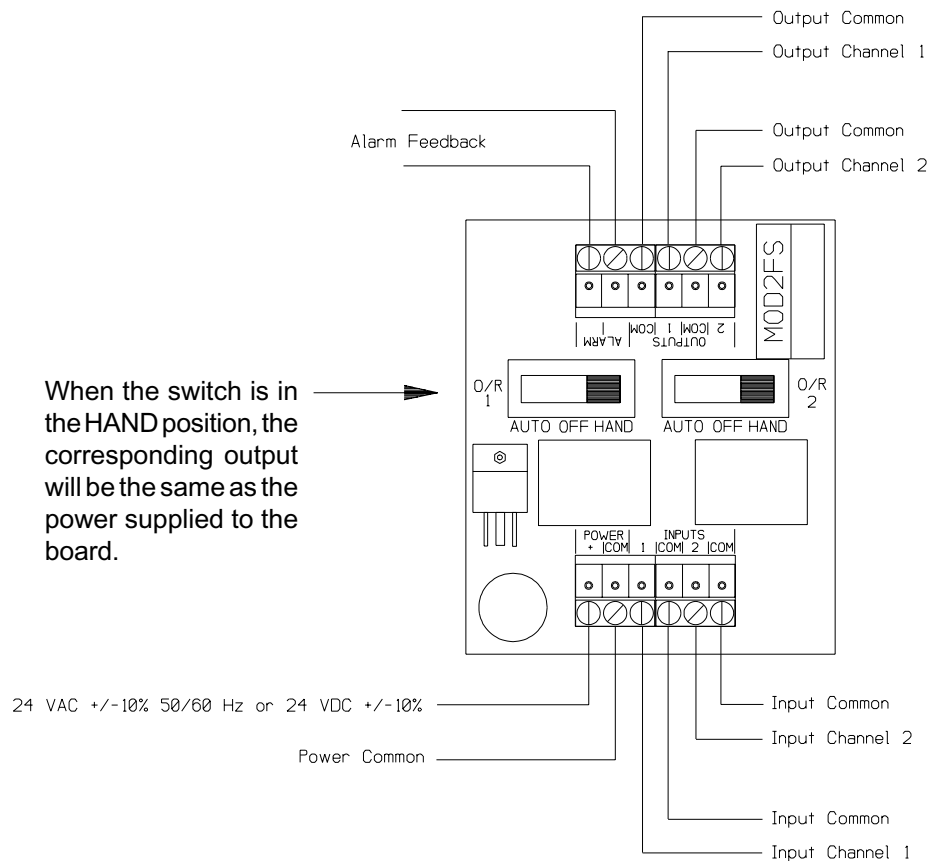 Output Common
Output Channel 1
Alarm Feedback
Output Common
Output Channel 2
MOD2FS
ALARM
COM 1 COM 2
OUTPUTS
When the switch is in
the HAND position, the
corresponding output
will be the same as the
power supplied to the
board.
O/R
1
AUTO OFF HAND
O/R
2
AUTO OFF HAND
POWER
+ COM
INPUTS
1 COM 2 COM
24 VAC +/-10% 50/60 Hz or 24 VDC +/-10%
Power Common
Input Common
Input Channel 2
Input Common
Input Channel 1